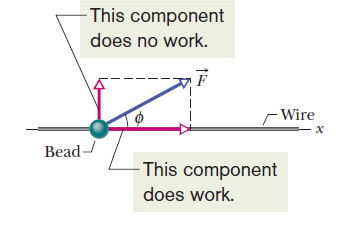 This component
does no work.
F
ϕ
Wire
x
Bead
This component
does work.